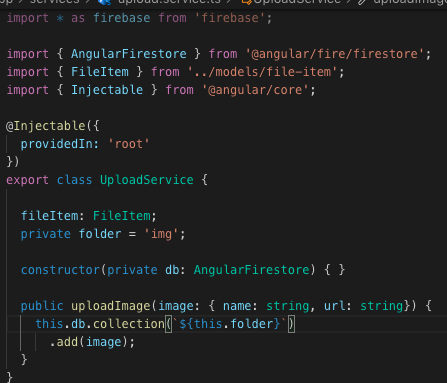 services > upload.service.ts > UploadService > uploadImag
import * as firebase from 'firebase';
import { AngularFirestore } from '@angular/fire/firestore';
import { FileItem } from '../models/file-item';
import { Injectable } from '@angular/core';
@Injectable({
  providedIn: 'root'
})
export class UploadService {
  fileItem: FileItem;
  private folder = 'img';
  constructor(private db: AngularFirestore) { }
  public uploadImage(image: { name: string, url: string}) {
    this.db.collection(`${this.folder}`)
      .add(image);
  }
}